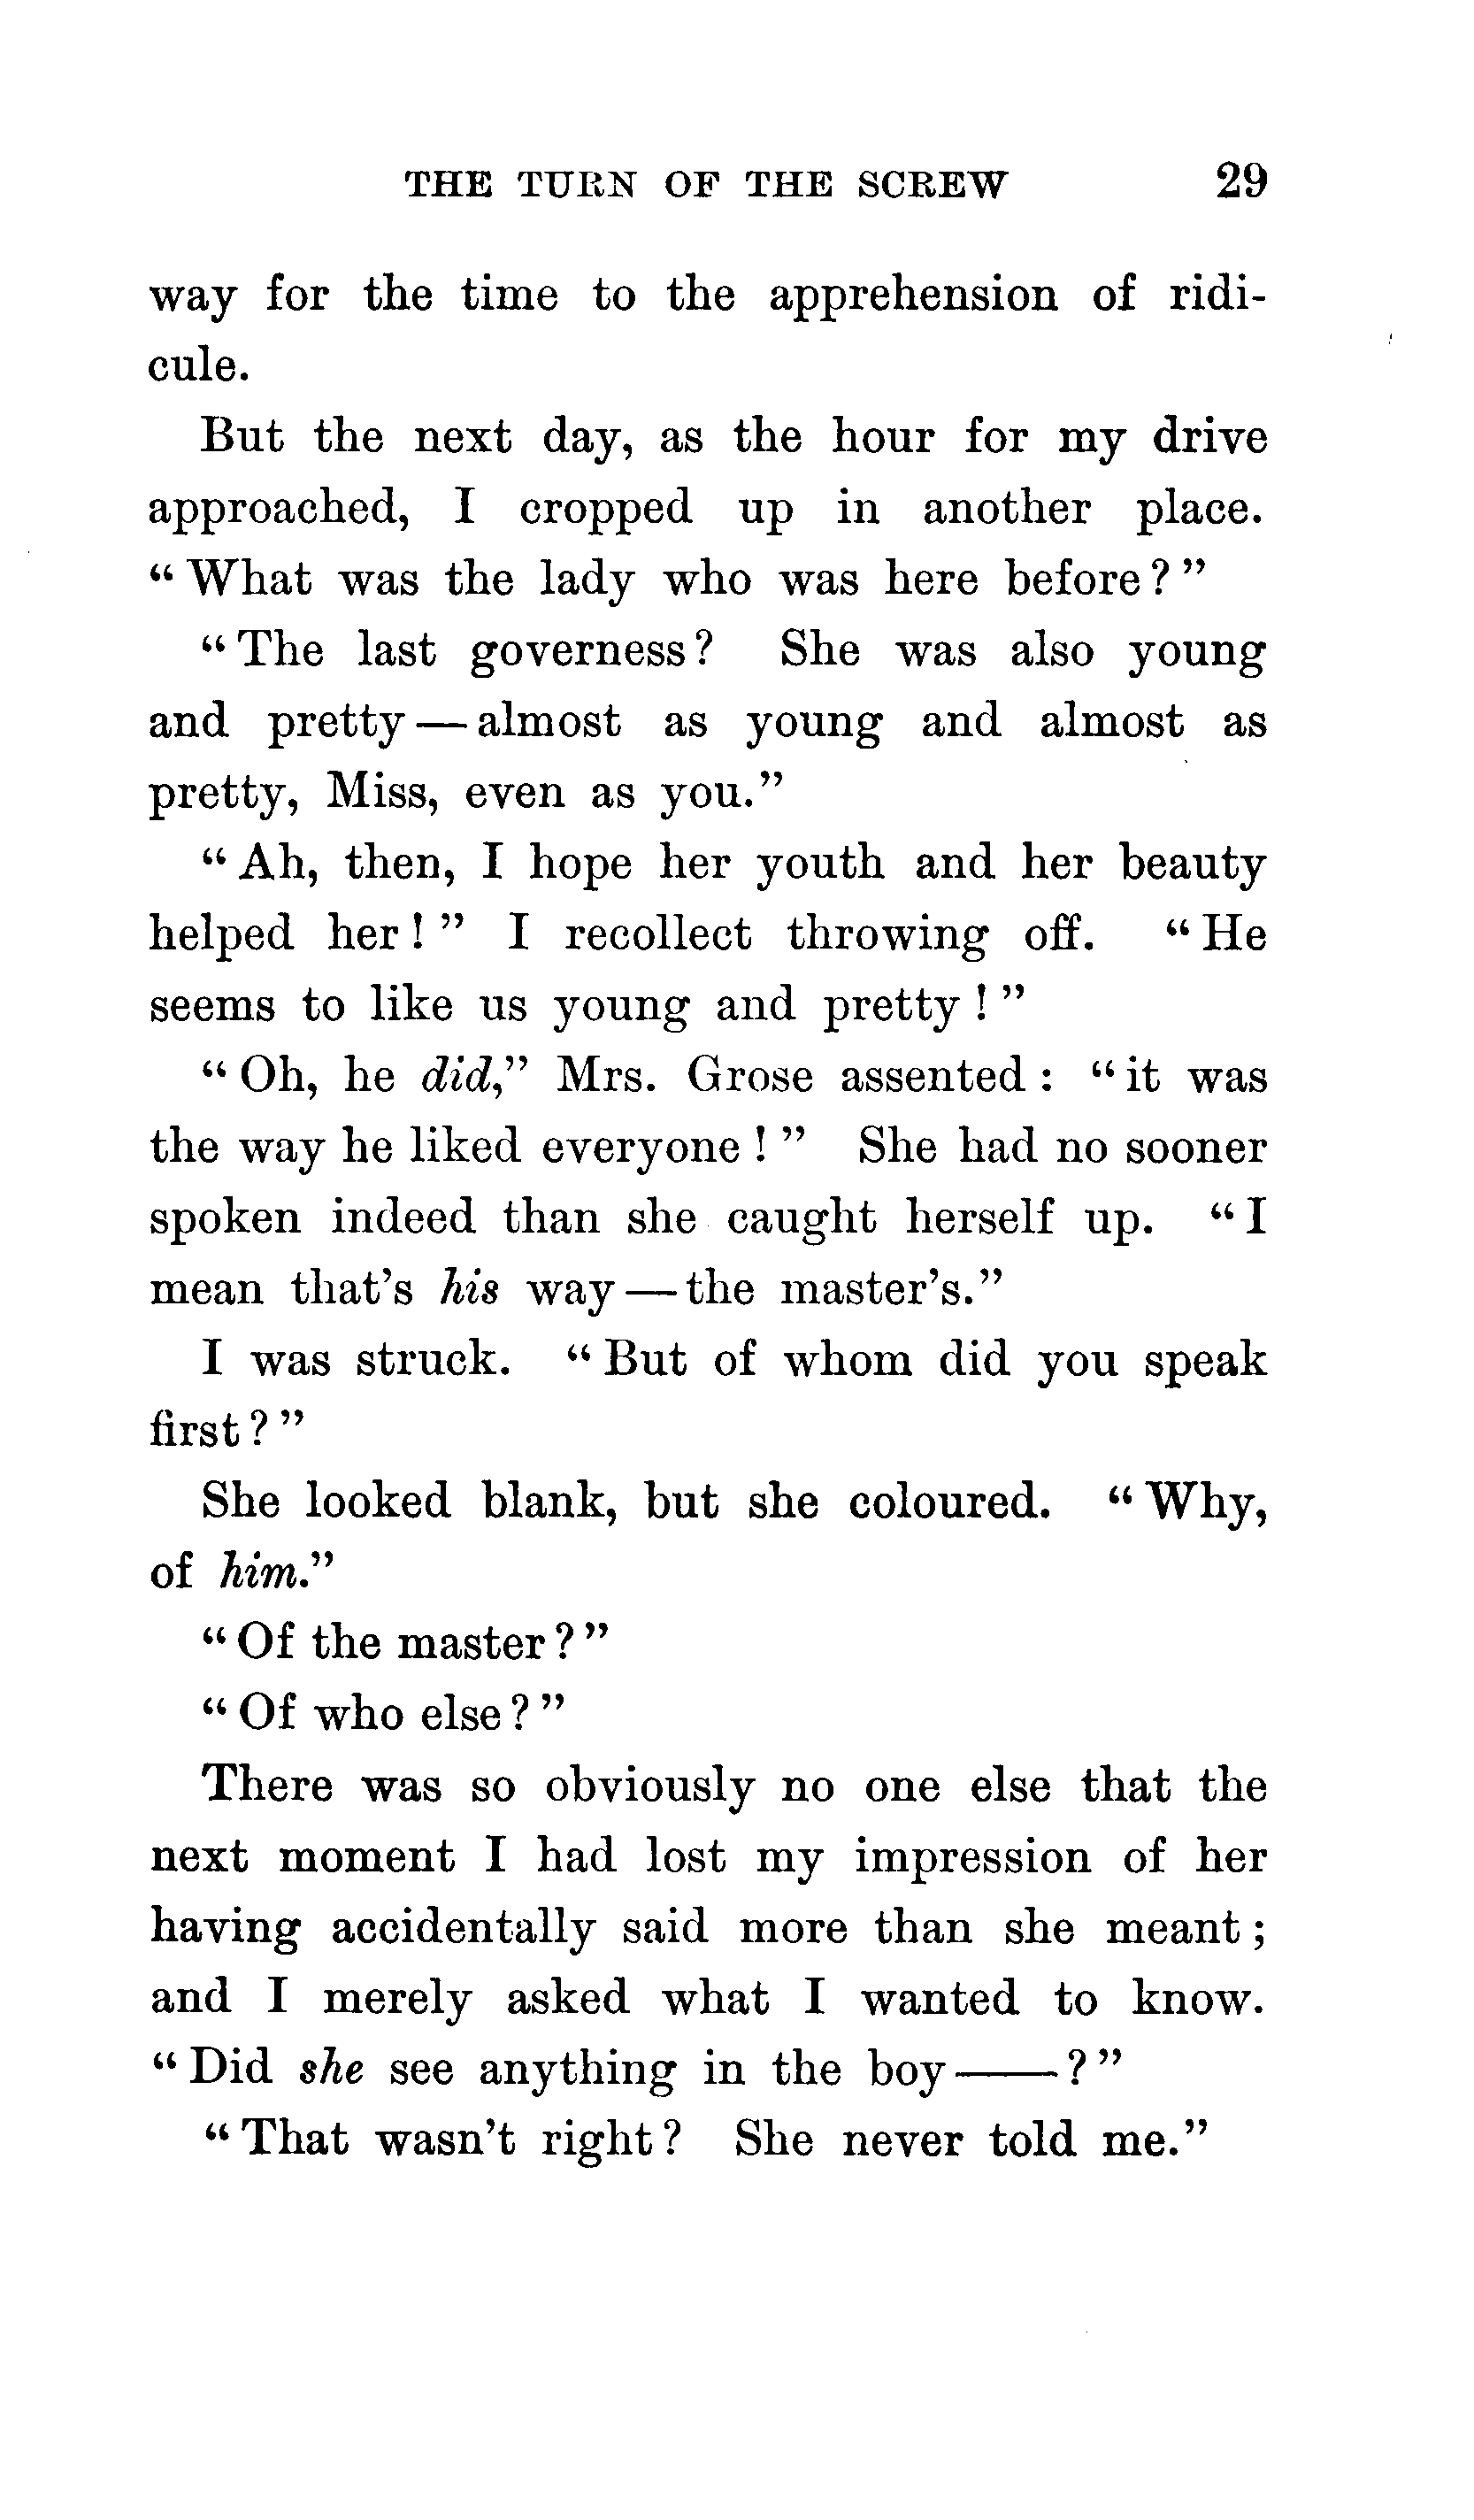 THE TURN OF THE SCREW 29
way for the time to the apprehension of ridi-
cule.
But the next day, as the hour for my drive
approached, I cropped up in another place.
“What was the lady who was here before?”
“The last governess? She was also young
and pretty—almost as young and almost as
pretty, Miss, even as you.”
“Ah, then, I hope her youth and her beauty
helped her!” I recollect throwing off. “He
seems to like us young and pretty!”
“Oh, he did,” Mrs. Grose assented: “it was
the way he liked everyone!” She had no sooner
spoken indeed than she caught herself up. “I
mean that's his way—the master's.”
I was struck. “But of whom did you speak
first?”
She looked blank, but she coloured. “Why,
of him.”
“Of the master?”
“Of who else?”
There was so obviously no one else that the
next moment I had lost my impression of her
having accidentally said more than she meant;
and I merely asked what I wanted to know.
“Did she see anything in the boy——?”
“That wasn't right? She never told me.”